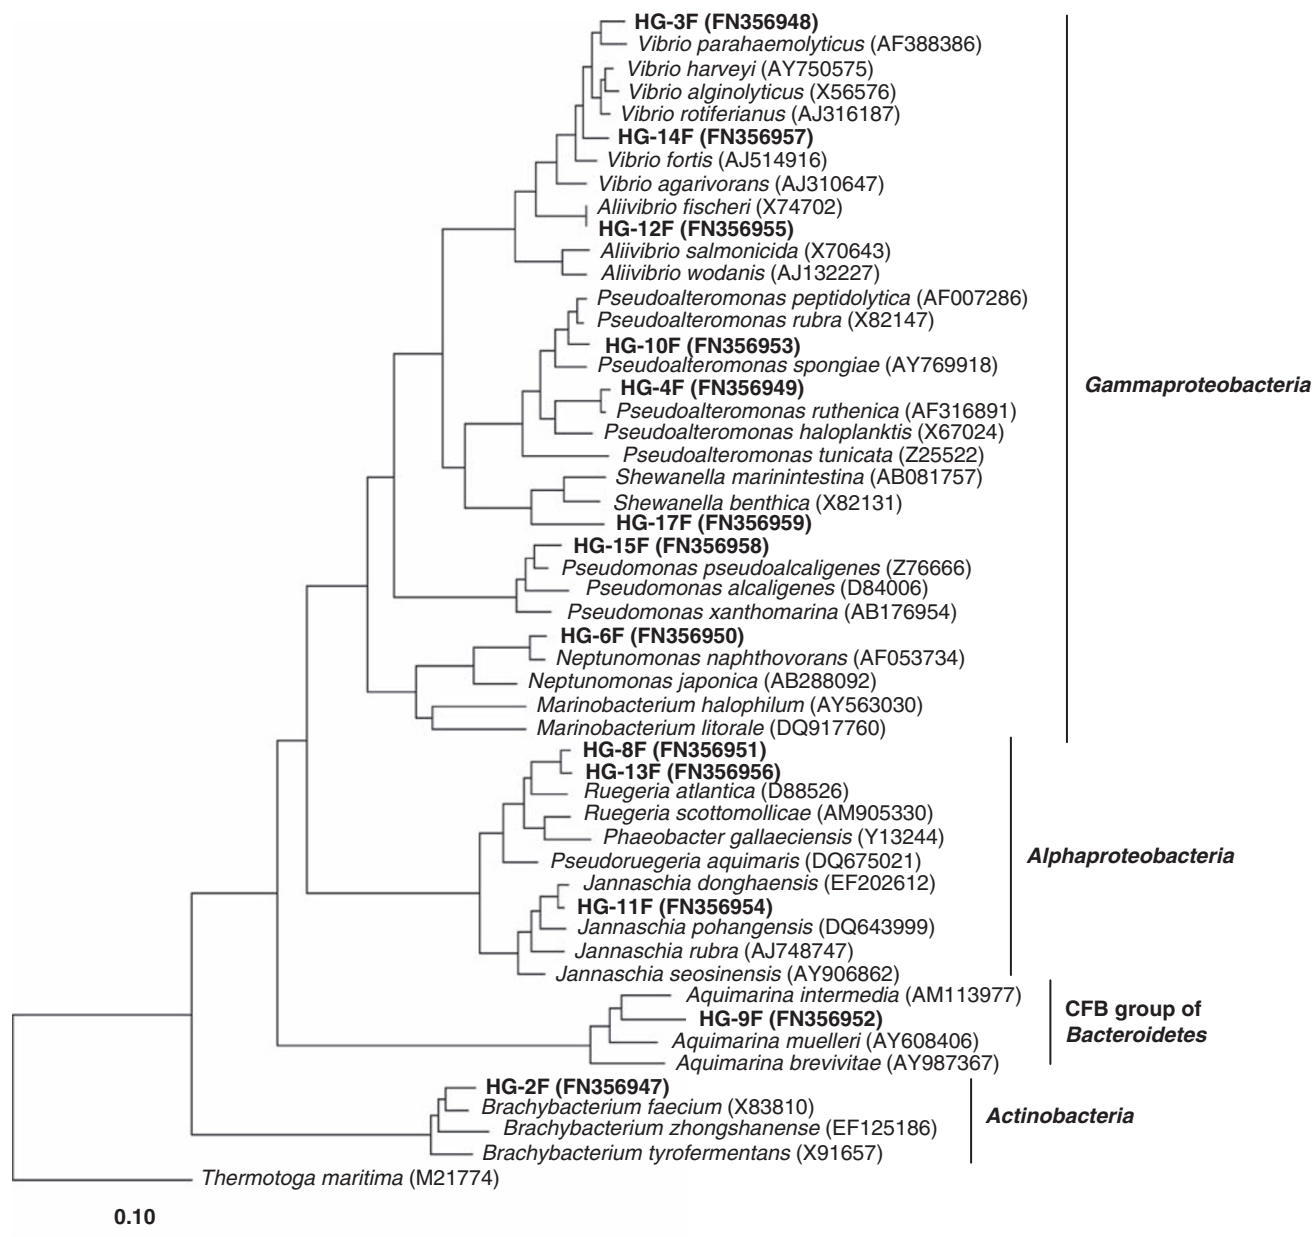 HG-3F (FN356948)
Vibrio parahaemolyticus (AF388386)
Vibrio harveyi (AY750575)
Vibrio alginolyticus (X56576)
Vibrio rotiferianus (AJ316187)
HG-14F (FN356957)
Vibrio fortis (AJ514916)
Vibrio agarivorans (AJ310647)
Aliivibrio fischeri (X74702)
HG-12F (FN356955)
Aliivibrio salmonicida (X70643)
Aliivibrio wodanis (AJ132227)
Pseudoalteromonas peptidolytica (AF007286)
Pseudoalteromonas rubra (X82147)
HG-10F (FN356953)
Pseudoalteromonas spongiae (AY769918)
HG-4F (FN356949)
Pseudoalteromonas ruthenica (AF316891)
Pseudoalteromonas haloplanktis (X67024)
Pseudoalteromonas tunicata (Z25522)
Shewanella marinintestina (AB081757)
Shewanella benthica (X82131)
HG-17F (FN356959)
HG-15F (FN356958)
Pseudomonas pseudoalcaligenes (Z76666)
Pseudomonas alcaligenes (D84006)
Pseudomonas xanthomarina (AB176954)
HG-6F (FN356950)
Neptunomonas naphthovorans (AF053734)
Neptunomonas japonica (AB288092)
Marinobacterium halophilum (AY563030)
Marinobacterium litorale (DQ917760)
Gammaproteobacteria
HG-8F (FN356951)
HG-13F (FN356956)
Ruegeria atlantica (D88526)
Ruegeria scottomollicae (AM905330)
Phaeobacter gallaeciensis (Y13244)
Pseudoruegeria aquimaris (DQ675021)
Jannaschia donghaensis (EF202612)
HG-11F (FN356954)
Jannaschia pohangensis (DQ643999)
Jannaschia rubra (AJ748747)
Jannaschia seosinensis (AY906862)
Alphaproteobacteria
Aquimarina intermedia (AM113977)
HG-9F (FN356952)
Aquimarina muelleri (AY608406)
Aquimarina brevivitae (AY987367)
CFB group of
Bacteroidetes
HG-2F (FN356947)
Brachybacterium faecium (X83810)
Brachybacterium zhongshanense (EF125186)
Brachybacterium tyrofermentans (X91657)
Actinobacteria
Thermotoga maritima (M21774)
0.10